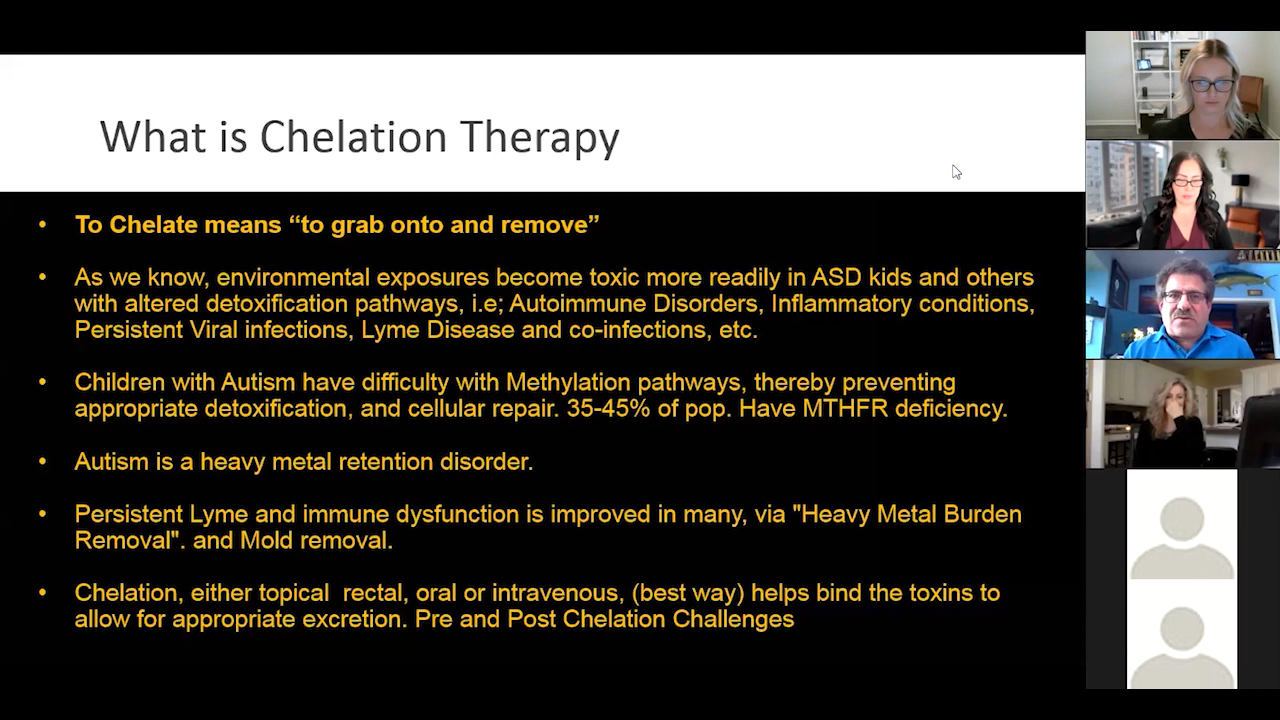 What is Chelation Therapy
• To Chelate means “to grab onto and remove”
• As we know, environmental exposures become toxic more readily in ASD kids and others
with altered detoxification pathways, i.e; Autoimmune Disorders, Inflammatory conditions,
Persistent Viral infections, Lyme Disease and co-infections, etc.
• Children with Autism have difficulty with Methylation pathways, thereby preventing
appropriate detoxification, and cellular repair. 35-45% of pop. Have MTHFR deficiency.
• Autism is a heavy metal retention disorder.
• Persistent Lyme and immune dysfunction is improved in many, via "Heavy Metal Burden
Removal". and Mold removal.
• Chelation, either topical  rectal, oral or intravenous, (best way) helps bind the toxins to
allow for appropriate excretion. Pre and Post Chelation Challenges